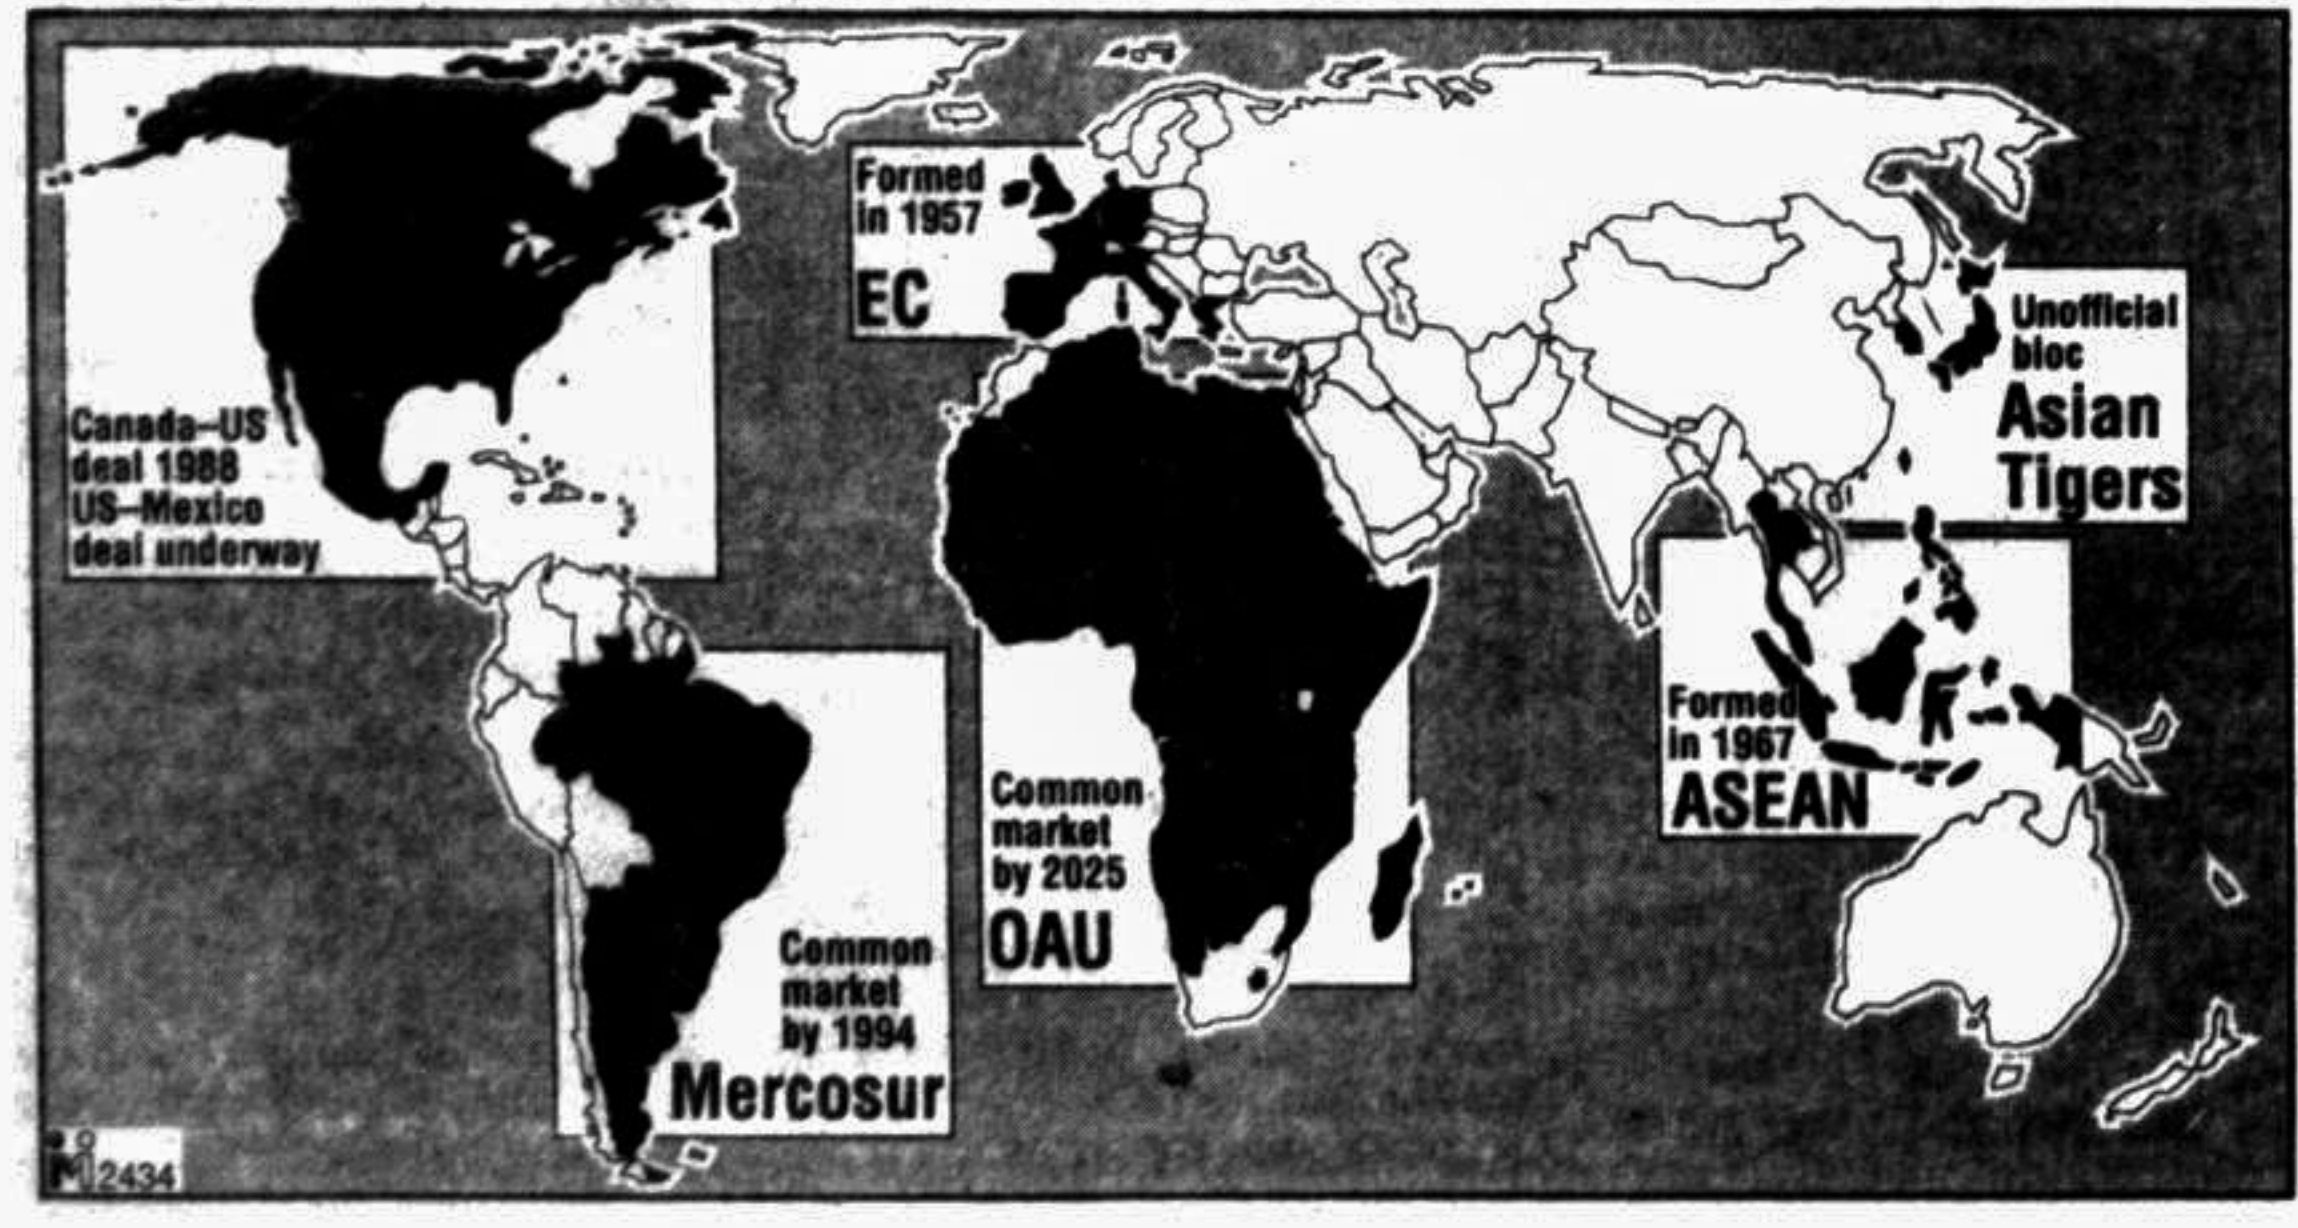 Canada–US
deal 1988
US–Mexico
deal underway
Formed
in 1957
EC
Unofficial
bloc
Asian
Tigers
Formed
in 1967
ASEAN
Common
market
by 2025
OAU
Common
market
by 1994
Mercosur
M 2434